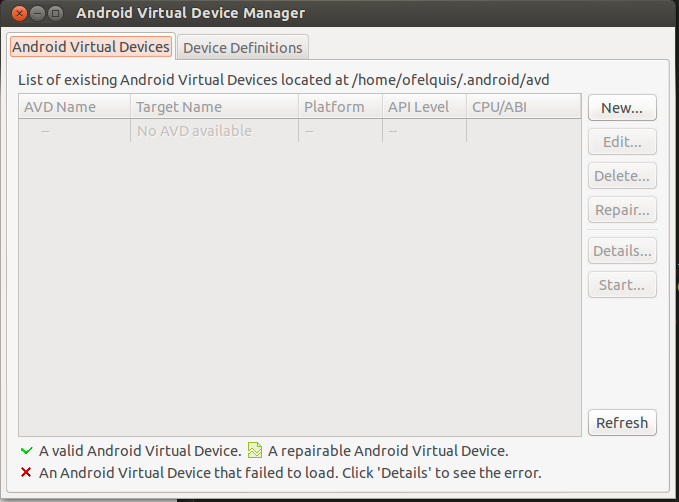 Android Virtual Device Manager
Android Virtual Devices Device Definitions
List of existing Android Virtual Devices located at /home/ofelquis/.android/avd
AVD Name Target Name Platform API Level CPU/ABI
-- No AVD available -- --
New...
Edit...
Delete...
Repair...
Details...
Start...
Refresh
A valid Android Virtual Device. A repairable Android Virtual Device.
An Android Virtual Device that failed to load. Click 'Details' to see the error.